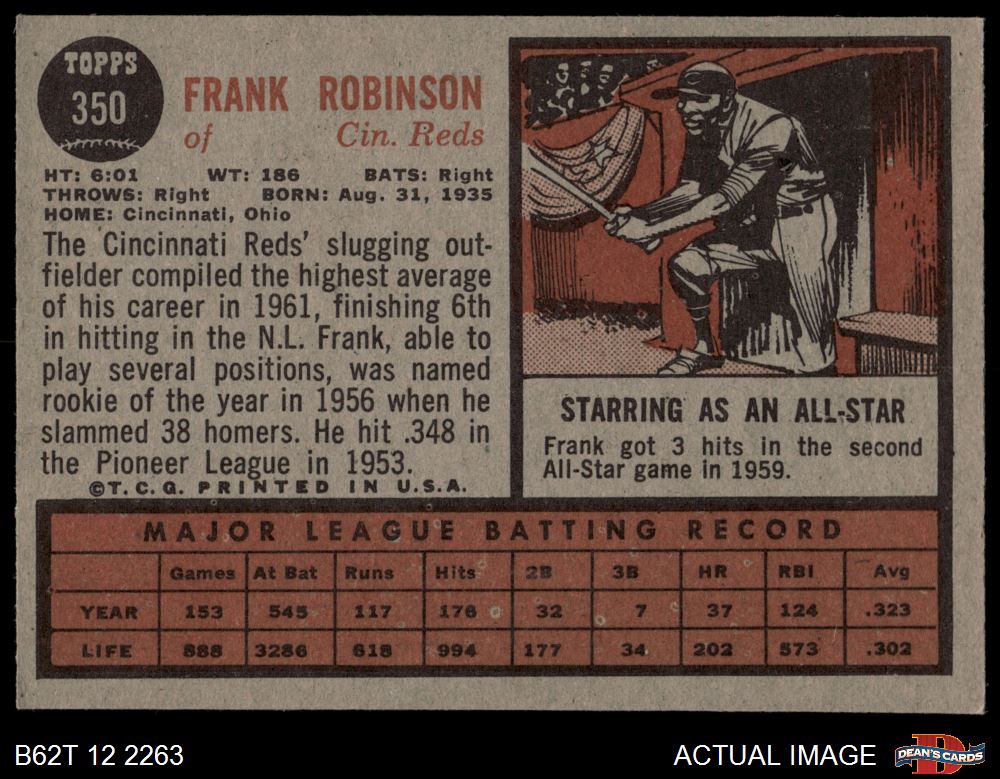 TOPPS
350
FRANK ROBINSON
of Cin. Reds
HT: 6:01 WT: 186 BATS: Right
THROWS: Right BORN: Aug. 31, 1935
HOME: Cincinnati, Ohio
The Cincinnati Reds' slugging out-
fielder compiled the highest average
of his career in 1961, finishing 6th
in hitting in the N.L. Frank, able to
play several positions, was named
rookie of the year in 1956 when he
slammed 38 homers. He hit .348 in
the Pioneer League in 1953.
©T.C.G. PRINTED IN U.S.A.
STARRING AS AN ALL-STAR
Frank got 3 hits in the second
All-Star game in 1959.
MAJOR LEAGUE BATTING RECORD
Games At Bat Runs Hits 2B 3B HR RBI Avg
YEAR 153 545 117 176 32 7 37 124 .323
LIFE 888 3286 618 994 177 34 202 573 .302
B62T 12 2263
ACTUAL IMAGE
DEAN'S CARDS